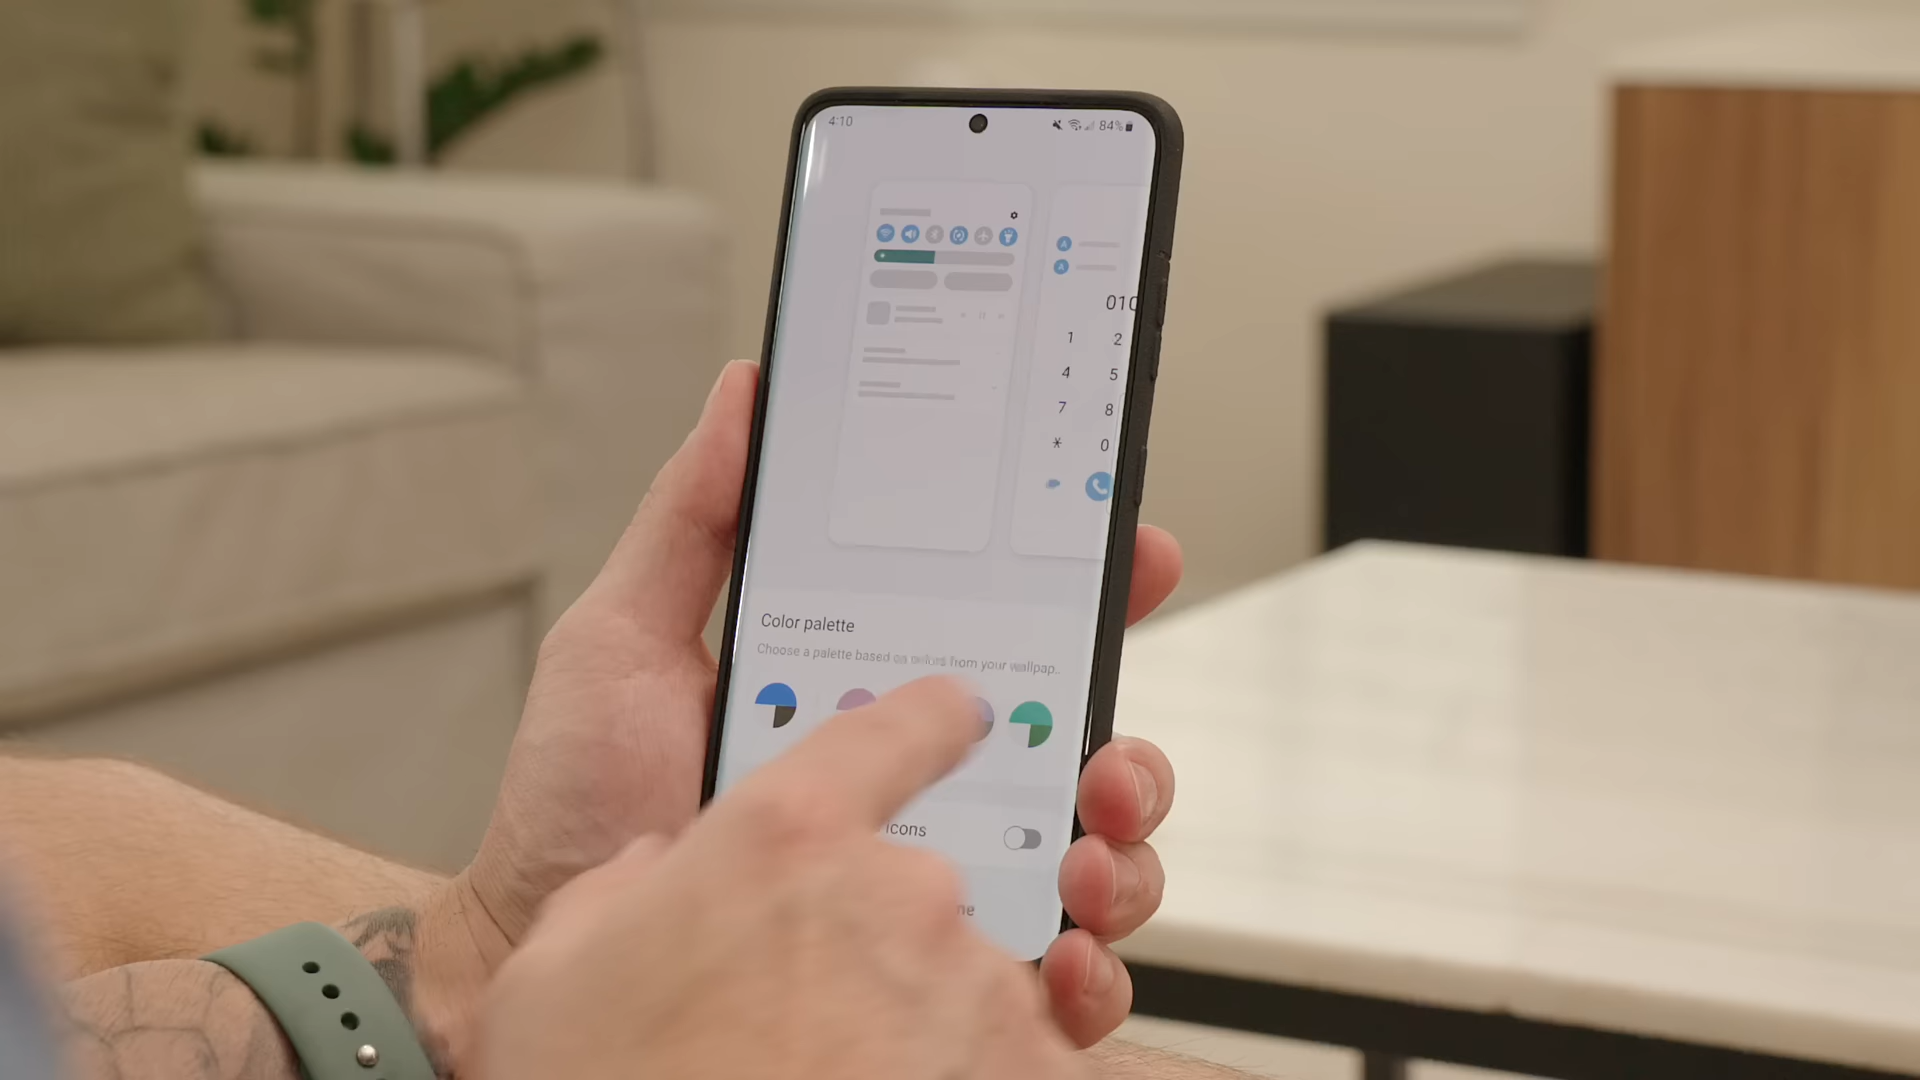 4:10
84%
A
A
010
1 2
4 5
7 8
* 0
Color palette
Choose a palette based on colors from your wallpap..
icons
me